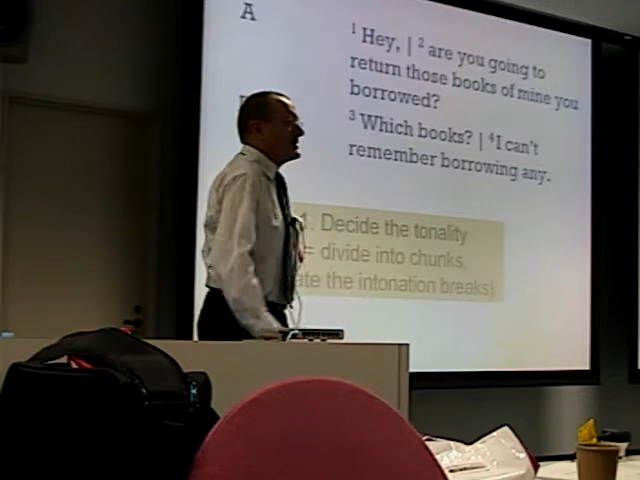 A
¹ Hey, | ² are you going to
return those books of mine you
borrowed?
³ Which books? | ⁴ I can't
remember borrowing any.
1. Decide the tonality
= divide into chunks,
the intonation breaks)